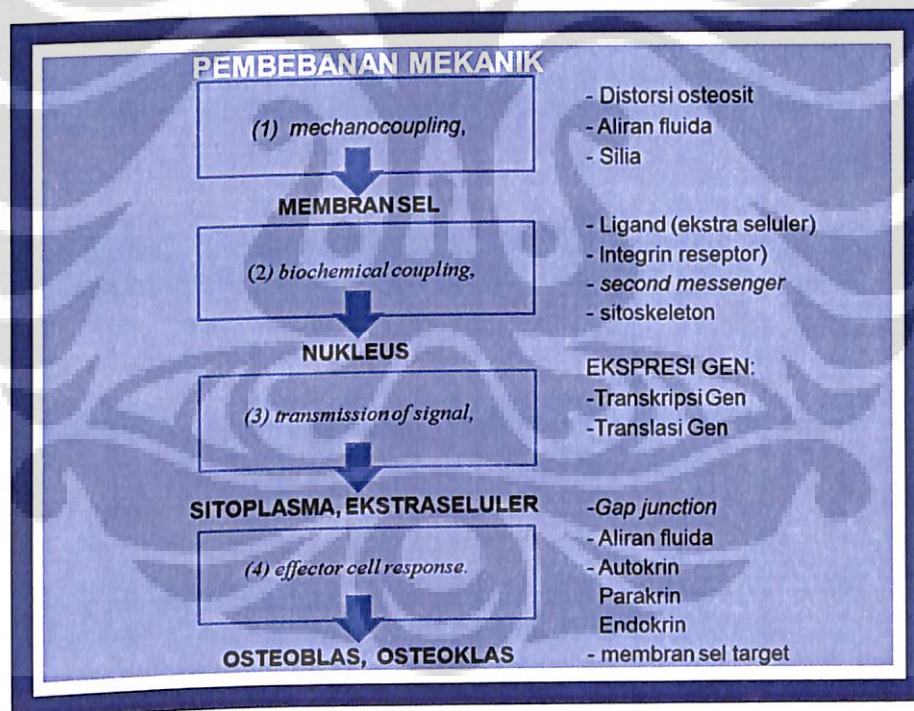 PEMBEBANAN MEKANIK
(1) mechanocoupling,
- Distorsi osteosit
- Aliran fluida
- Silia
MEMBRAN SEL
(2) biochemical coupling,
- Ligand (ekstra seluler)
- Integrin reseptor)
- second messenger
- sitoskeleton
NUKLEUS
(3) transmission of signal,
EKSPRESI GEN:
-Transkripsi Gen
-Translasi Gen
SITOPLASMA, EKSTRASELULER
(4) effector cell response.
-Gap junction
- Aliran fluida
- Autokrin
Parakrin
Endokrin
- membran sel target
OSTEOBLAS, OSTEOKLAS